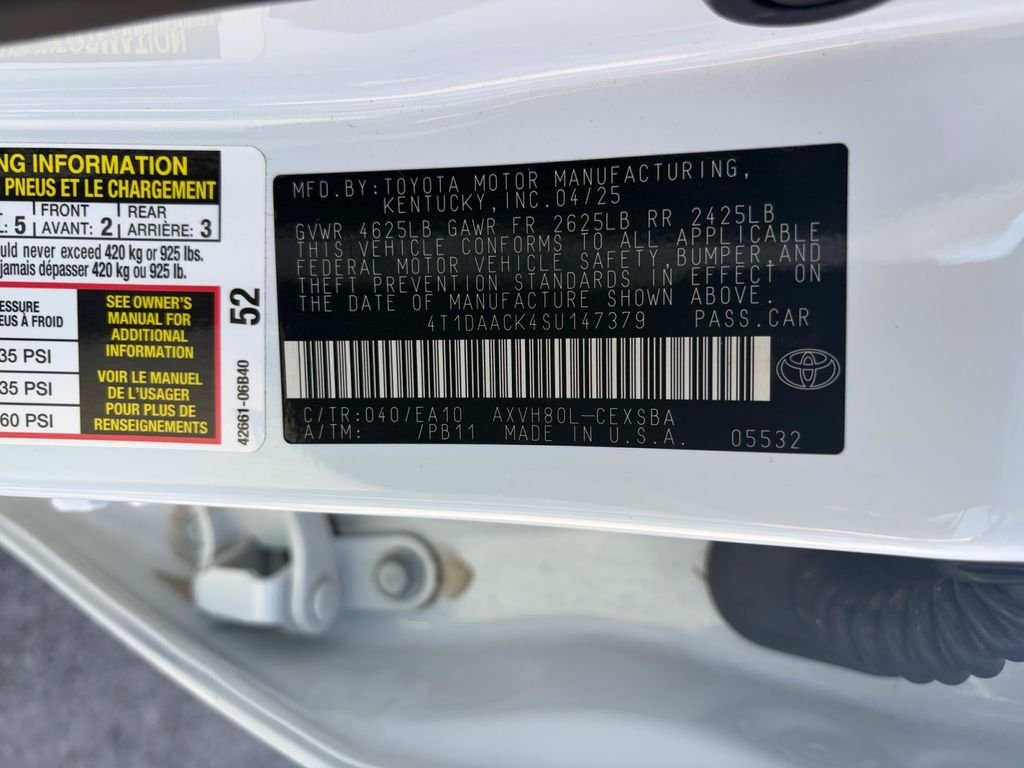 NG INFORMATION
PNEUS ET LE CHARGEMENT
L: 5 FRONT AVANT: 2 REAR ARRIÈRE: 3
uld never exceed 420 kg or 925 lbs.
jamais dépasser 420 kg ou 925 lb.
ESSURE
EUS À FROID
35 PSI
35 PSI
60 PSI
SEE OWNER'S
MANUAL FOR
ADDITIONAL
INFORMATION
VOIR LE MANUEL
DE L'USAGER
POUR PLUS DE
RENSEIGNEMENTS
52
42661-06B40
MFD. BY: TOYOTA MOTOR MANUFACTURING,
KENTUCKY, INC. 04/25
GVWR 4625LB GAWR FR 2625LB RR 2425LB
THIS VEHICLE CONFORMS TO ALL APPLICABLE
FEDERAL MOTOR VEHICLE SAFETY, BUMPER, AND
THEFT PREVENTION STANDARDS IN EFFECT ON
THE DATE OF MANUFACTURE SHOWN ABOVE.
4T1DAACK4SU147379 PASS. CAR
C/TR: 040/EA10 AXVH80L-CEXSBA
A/TM: 7PB11 MADE IN U.S.A. 05532